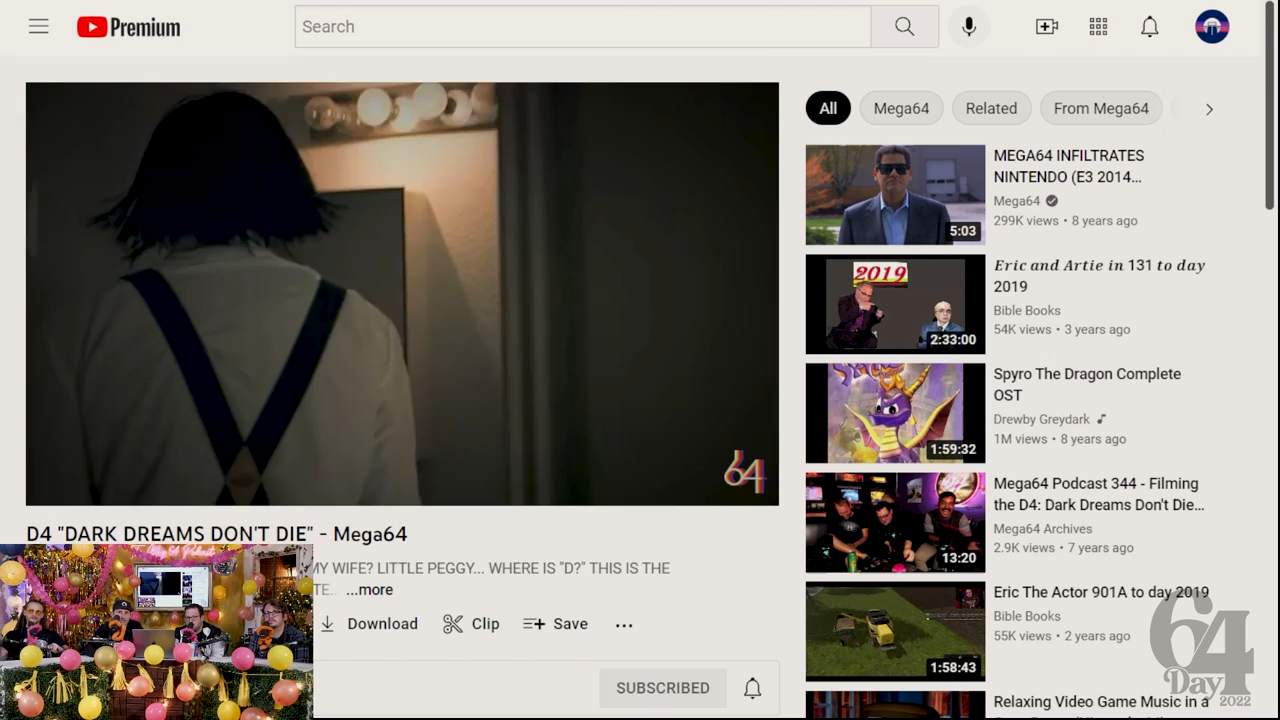 Premium
Search
64
D4 "DARK DREAMS DON'T DIE" - Mega64
MY WIFE? LITTLE PEGGY... WHERE IS "D?" THIS IS THE
...more
Download
Clip
Save
SUBSCRIBED
All
Mega64
Related
From Mega64
5:03
MEGA64 INFILTRATES
NINTENDO (E3 2014...
Mega64
299K views • 8 years ago
2019
2:33:00
Eric and Artie in 131 to day
2019
Bible Books
54K views • 3 years ago
1:59:32
Spyro The Dragon Complete
OST
Drewby Greydark
1M views • 8 years ago
13:20
Mega64 Podcast 344 - Filming
the D4: Dark Dreams Don't Die...
Mega64 Archives
2.9K views • 7 years ago
1:58:43
Eric The Actor 901A to day 2019
Bible Books
55K views • 2 years ago
Relaxing Video Game Music in a
64
Day
2022